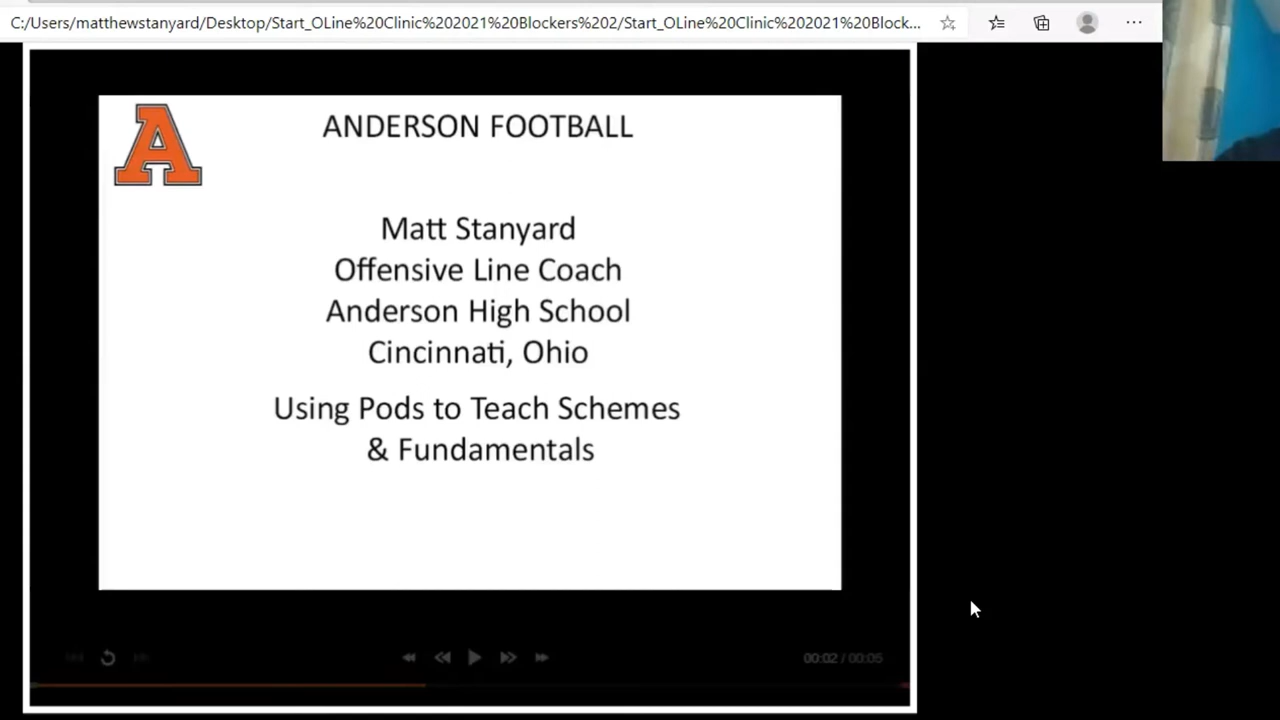 C:/Users/matthewstanyard/Desktop/Start_OLine%20Clinic%202021%20Blockers%202/Start_OLine%20Clinic%202021%20Block...
A
ANDERSON FOOTBALL
Matt Stanyard
Offensive Line Coach
Anderson High School
Cincinnati, Ohio
Using Pods to Teach Schemes
& Fundamentals
00:02 / 00:05